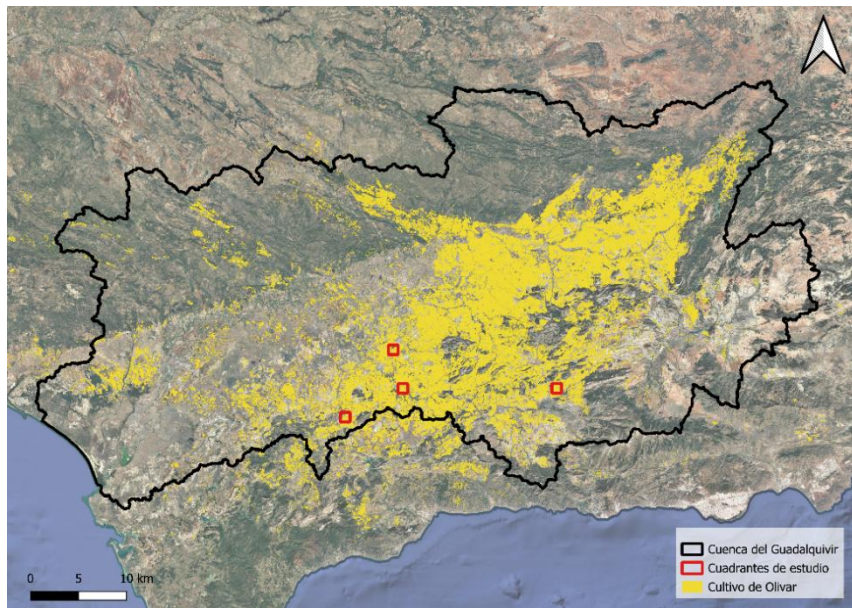 Cuenca del Guadalquivir
Cuadrantes de estudio
Cultivo de Olivar
0 5 10 km